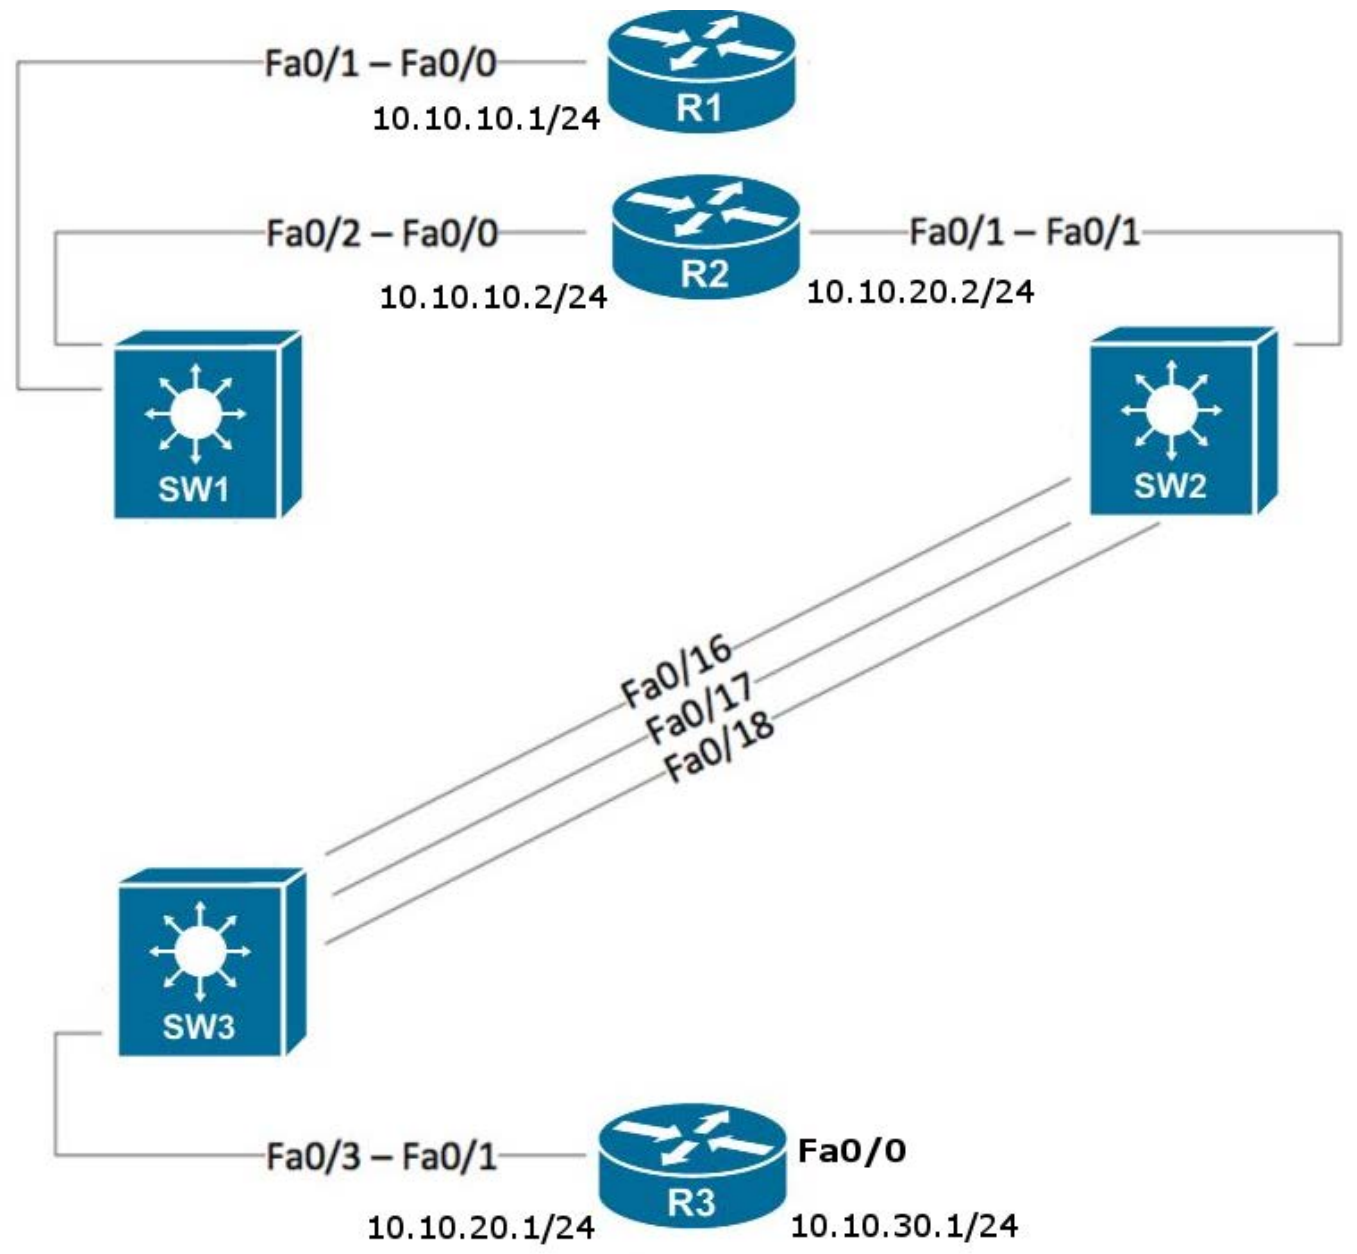 Fa0/1 – Fa0/0
R1
10.10.10.1/24
Fa0/2 – Fa0/0
R2
Fa0/1 – Fa0/1
10.10.10.2/24
10.10.20.2/24
SW1
SW2
Fa0/16
Fa0/17
Fa0/18
SW3
Fa0/3 – Fa0/1
R3
Fa0/0
10.10.20.1/24
10.10.30.1/24